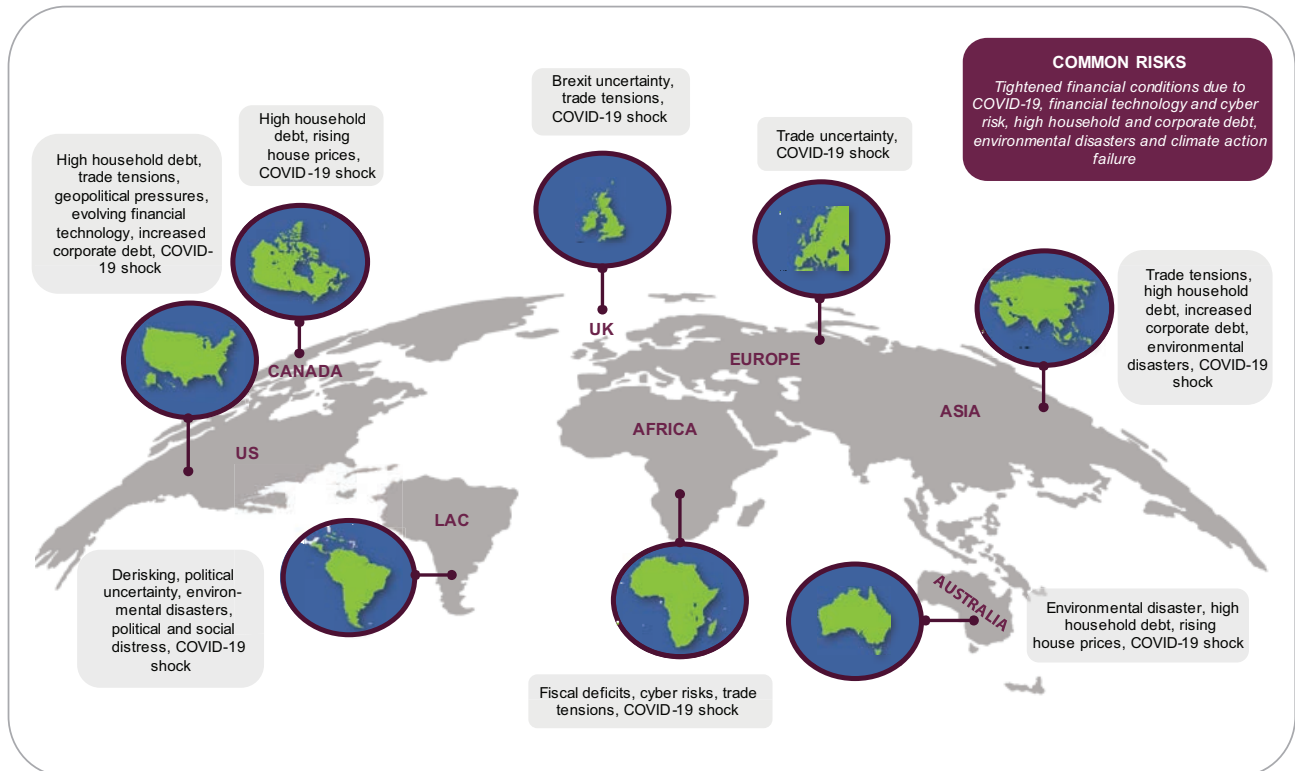 COMMON RISKS
Tightened financial conditions due to
COVID-19, financial technology and cyber
risk, high household and corporate debt,
environmental disasters and climate action
failure
Brexit uncertainty,
trade tensions,
COVID-19 shock
High household
debt, rising
house prices,
COVID-19 shock
Trade uncertainty,
COVID-19 shock
High household debt,
trade tensions,
geopolitical pressures,
evolving financial
technology, increased
corporate debt, COVID-
19 shock
Trade tensions,
high household
debt, increased
corporate debt,
environmental
disasters, COVID-19
shock
UK
EUROPE
CANADA
ASIA
AFRICA
US
LAC
AUSTRALIA
Derisking, political
uncertainty, environ-
mental disasters,
political and social
distress, COVID-19
shock
Environmental disaster, high
household debt, rising
house prices, COVID-19 shock
Fiscal deficits, cyber risks, trade
tensions, COVID-19 shock